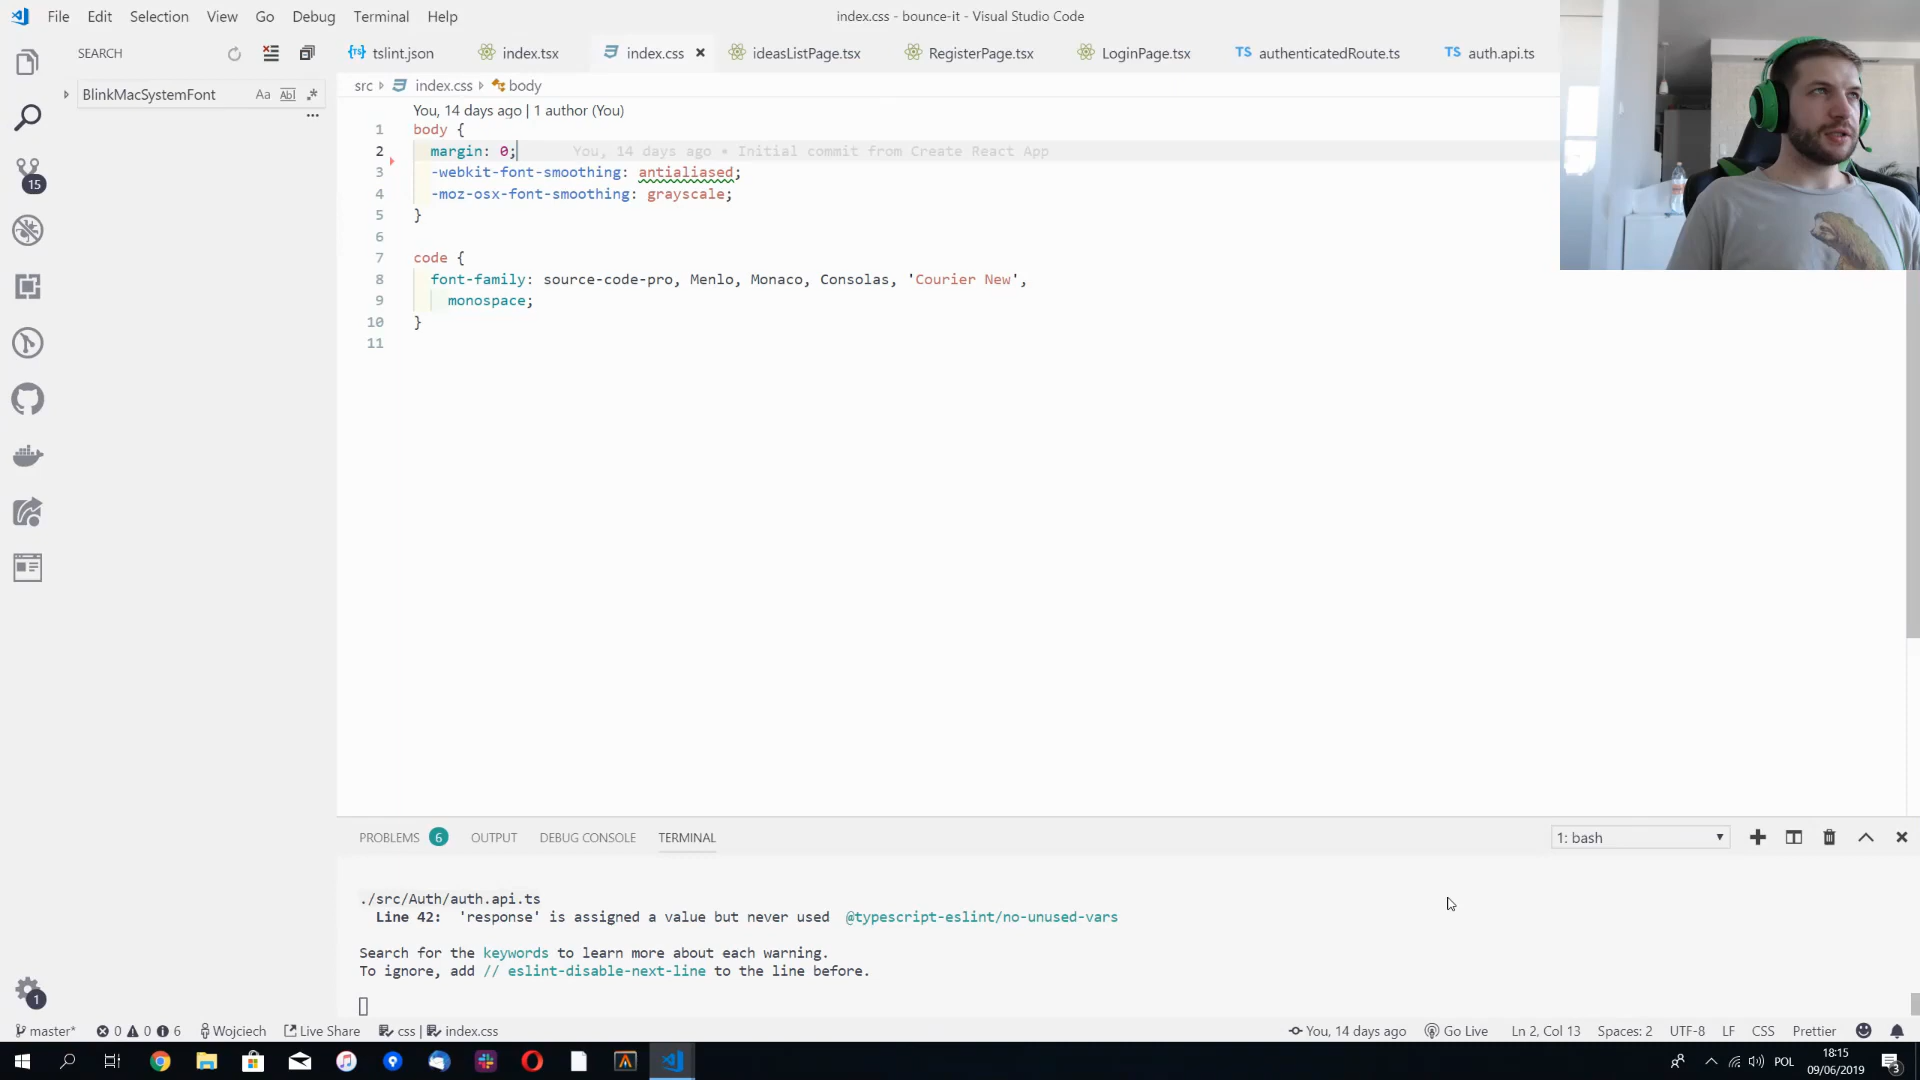 File Edit Selection View Go Debug Terminal Help
index.css - bounce-it - Visual Studio Code
SEARCH
tslint.json index.tsx index.css ideasListPage.tsx RegisterPage.tsx LoginPage.tsx TS authenticatedRoute.ts TS auth.api.ts
BlinkMacSystemFont Aa Abl
src index.css body
You, 14 days ago | 1 author (You)
1 body {
2 margin: 0; You, 14 days ago • Initial commit from Create React App
3 -webkit-font-smoothing: antialiased;
4 -moz-osx-font-smoothing: grayscale;
5 }
6
7 code {
8 font-family: source-code-pro, Menlo, Monaco, Consolas, 'Courier New',
9 monospace;
10 }
11
15
PROBLEMS 6 OUTPUT DEBUG CONSOLE TERMINAL 1: bash
./src/Auth/auth.api.ts
Line 42: 'response' is assigned a value but never used @typescript-eslint/no-unused-vars
Search for the keywords to learn more about each warning.
To ignore, add // eslint-disable-next-line to the line before.
1
master* 0 0 6 Wojciech Live Share css | index.css You, 14 days ago Go Live Ln 2, Col 13 Spaces: 2 UTF-8 LF CSS Prettier
POL 18:15 3
09/06/2019